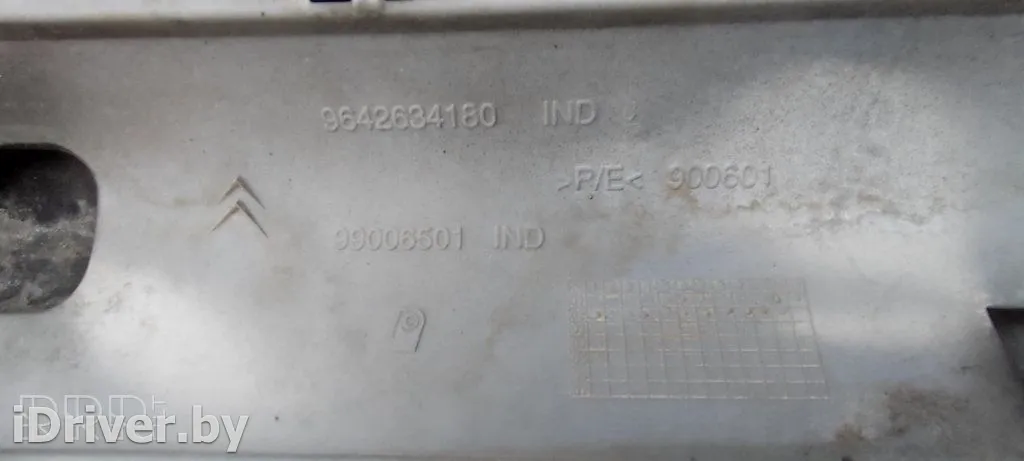 9642634180 IND
>P/E< 900601
99006501 IND
iDriver.by